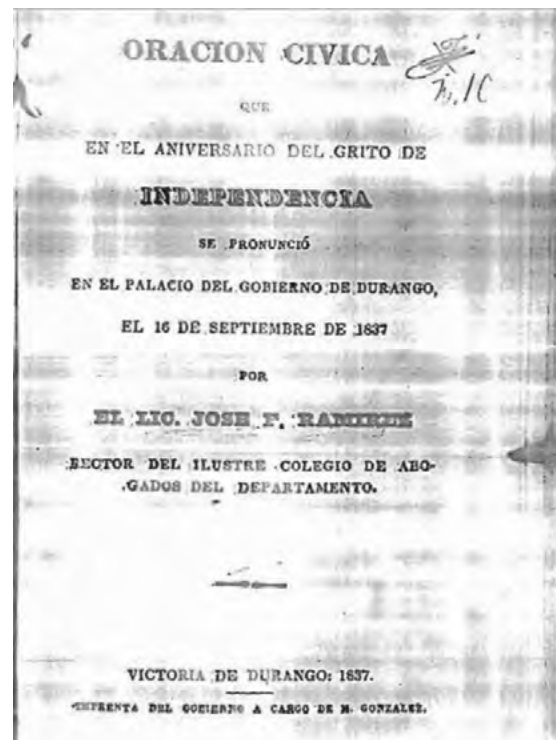 ORACION CIVICA
QUE
EN EL ANIVERSARIO DEL GRITO DE
INDEPENDENCIA
SE PRONUNCIÓ
EN EL PALACIO DEL GOBIERNO DE DURANGO,
EL 16 DE SEPTIEMBRE DE 1837
POR
EL LIC. JOSE F. RAMIREZ
RECTOR DEL ILUSTRE COLEGIO DE ABO-
GADOS DEL DEPARTAMENTO.
VICTORIA DE DURANGO: 1837.
IMPRENTA DEL GOBIERNO A CARGO DE M. GONZALEZ.